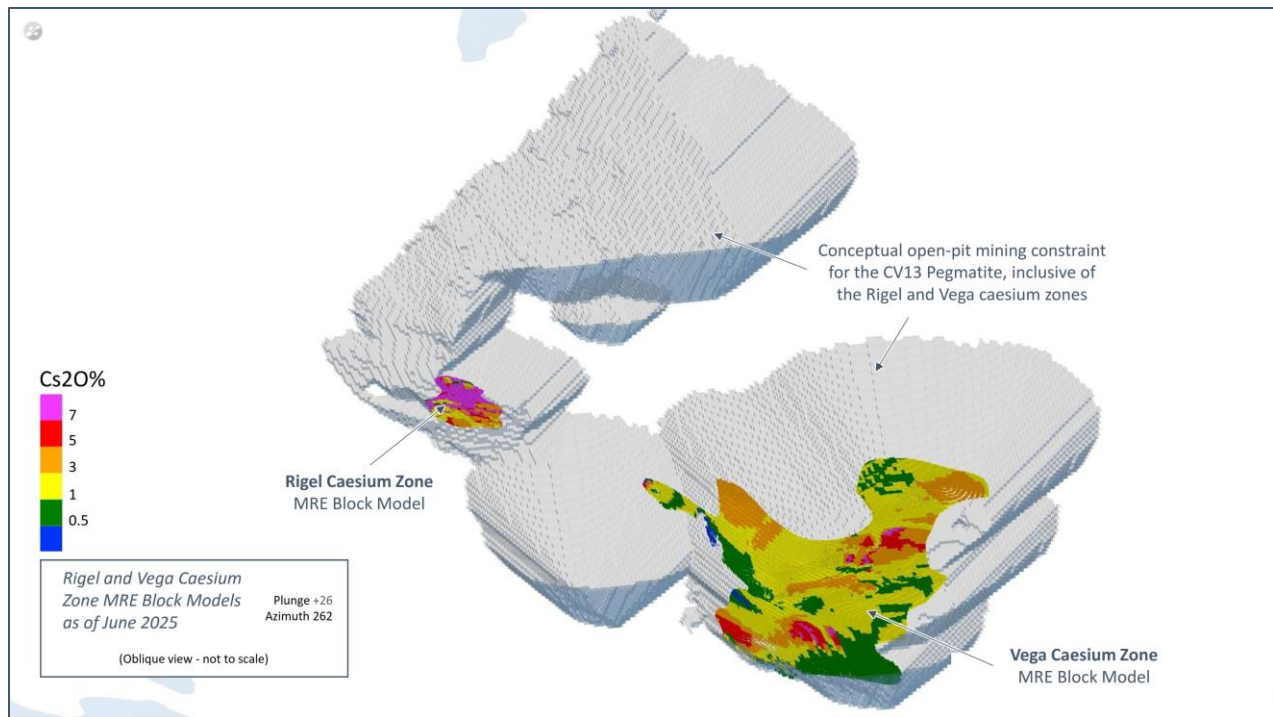 Conceptual open-pit mining constraint
for the CV13 Pegmatite, inclusive of
the Rigel and Vega caesium zones
Cs2O%
7
5
3
1
0.5
Rigel Caesium Zone
MRE Block Model
Rigel and Vega Caesium
Zone MRE Block Models
as of June 2025
Plunge +26
Azimuth 262
(Oblique view - not to scale)
Vega Caesium Zone
MRE Block Model